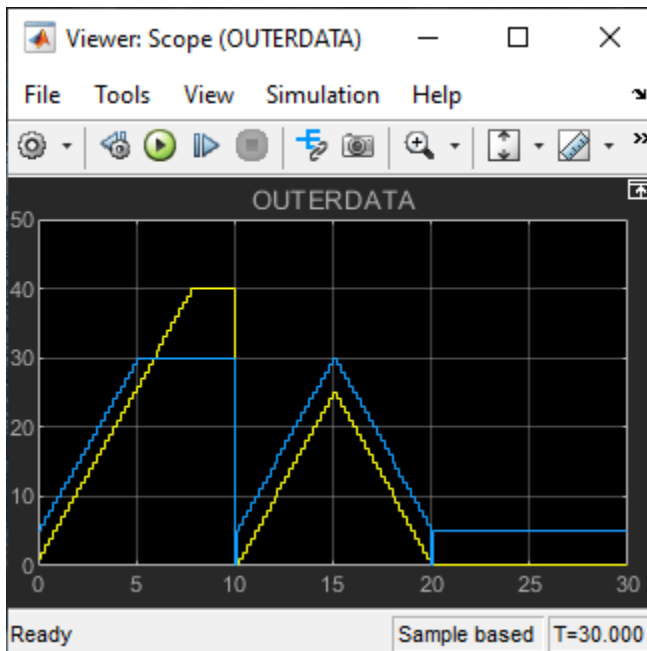 Viewer: Scope (OUTERDATA)
File Tools View Simulation Help
OUTERDATA
50
40
30
20
10
0
0 5 10 15 20 25 30
Ready Sample based T=30.000